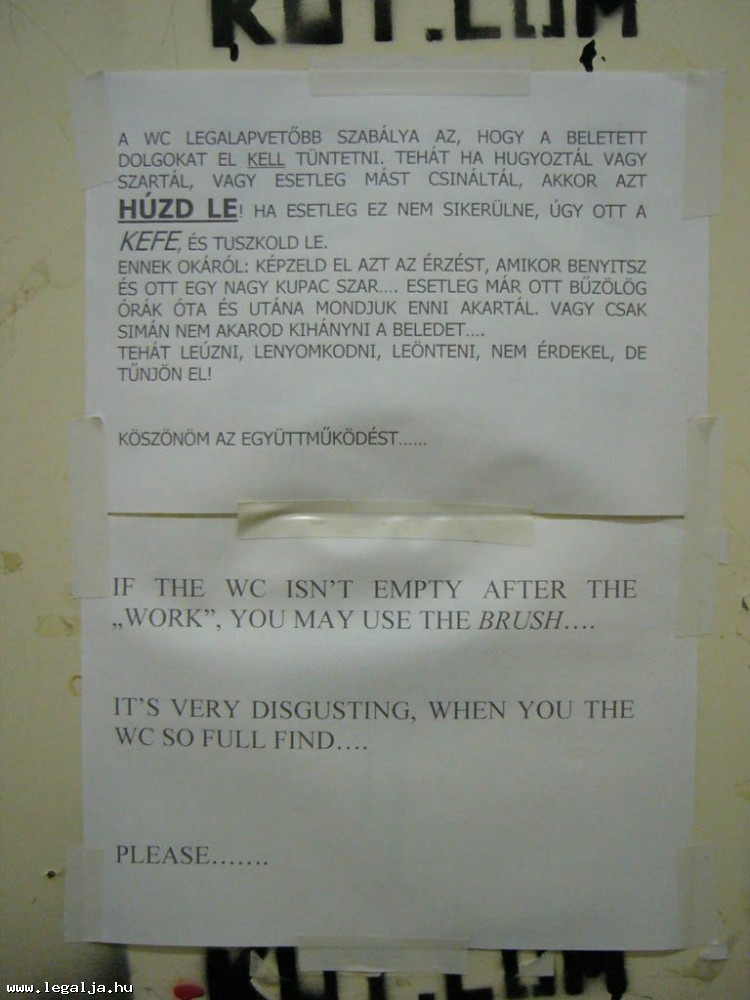 KOT.COM
A WC LEGALAPVETŐBB SZABÁLYA AZ, HOGY A BELETETT
DOLGOKAT EL KELL TÜNTETNI. TEHÁT HA HUGYOZTÁL VAGY
SZARTÁL, VAGY ESETLEG MÁST CSINÁLTÁL, AKKOR AZT
HÚZD LE! HA ESETLEG EZ NEM SIKERÜLNE, ÚGY OTT A
KEFE, ÉS TUSZKOLD LE.
ENNEK OKÁRÓL: KÉPZELD EL AZT AZ ÉRZÉST, AMIKOR BENYITSZ
ÉS OTT EGY NAGY KUPAC SZAR.... ESETLEG MÁR OTT BŰZÖLÖG
ÓRÁK ÓTA ÉS UTÁNA MONDJUK ENNI AKARTÁL. VAGY CSAK
SIMÁN NEM AKAROD KIHÁNYNI A BELEDET....
TEHÁT LEÚZNI, LENYOMKODNI, LEÖNTENI, NEM ÉRDEKEL, DE
TŰNJÖN EL!
KÖSZÖNÖM AZ EGYÜTTMŰKÖDÉST......
IF THE WC ISN'T EMPTY AFTER THE
„WORK”, YOU MAY USE THE BRUSH....
IT'S VERY DISGUSTING, WHEN YOU THE
WC SO FULL FIND....
PLEASE.......
www.legalja.hu